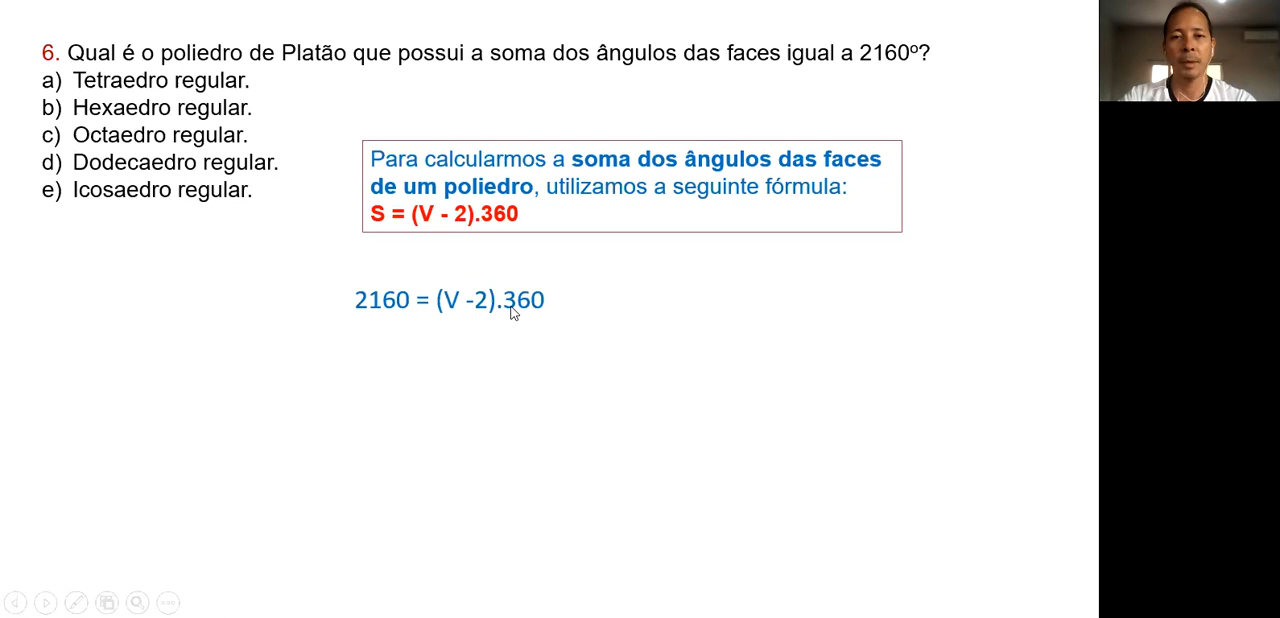 6. Qual é o poliedro de Platão que possui a soma dos ângulos das faces igual a 2160º?
a) Tetraedro regular.
b) Hexaedro regular.
c) Octaedro regular.
d) Dodecaedro regular.
e) Icosaedro regular.
Para calcularmos a soma dos ângulos das faces
de um poliedro, utilizamos a seguinte fórmula:
S = (V - 2).360
2160 = (V -2).360